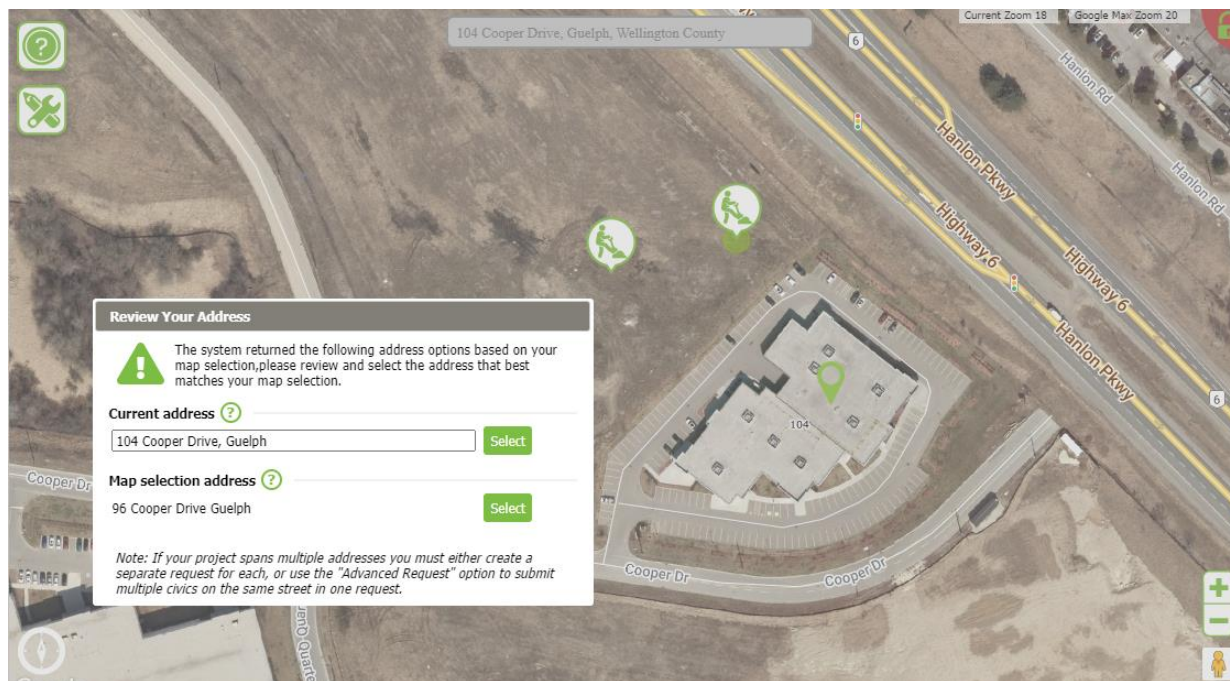 Current Zoom 18
Google Max Zoom 20
104 Cooper Drive, Guelph, Wellington County
6
Hanlon Rd
Hanlon Pkwy
Hanlon Rd
Highway 6
Highway 6
Hanlon Pkwy
6
Review Your Address
The system returned the following address options based on your
map selection,please review and select the address that best
matches your map selection.
Current address ?
104 Cooper Drive, Guelph
Select
Map selection address ?
96 Cooper Drive Guelph
Select
Note: If your project spans multiple addresses you must either create a
separate request for each, or use the "Advanced Request" option to submit
multiple civics on the same street in one request.
104
Cooper Dr
Cooper Dr
Cooper Dr